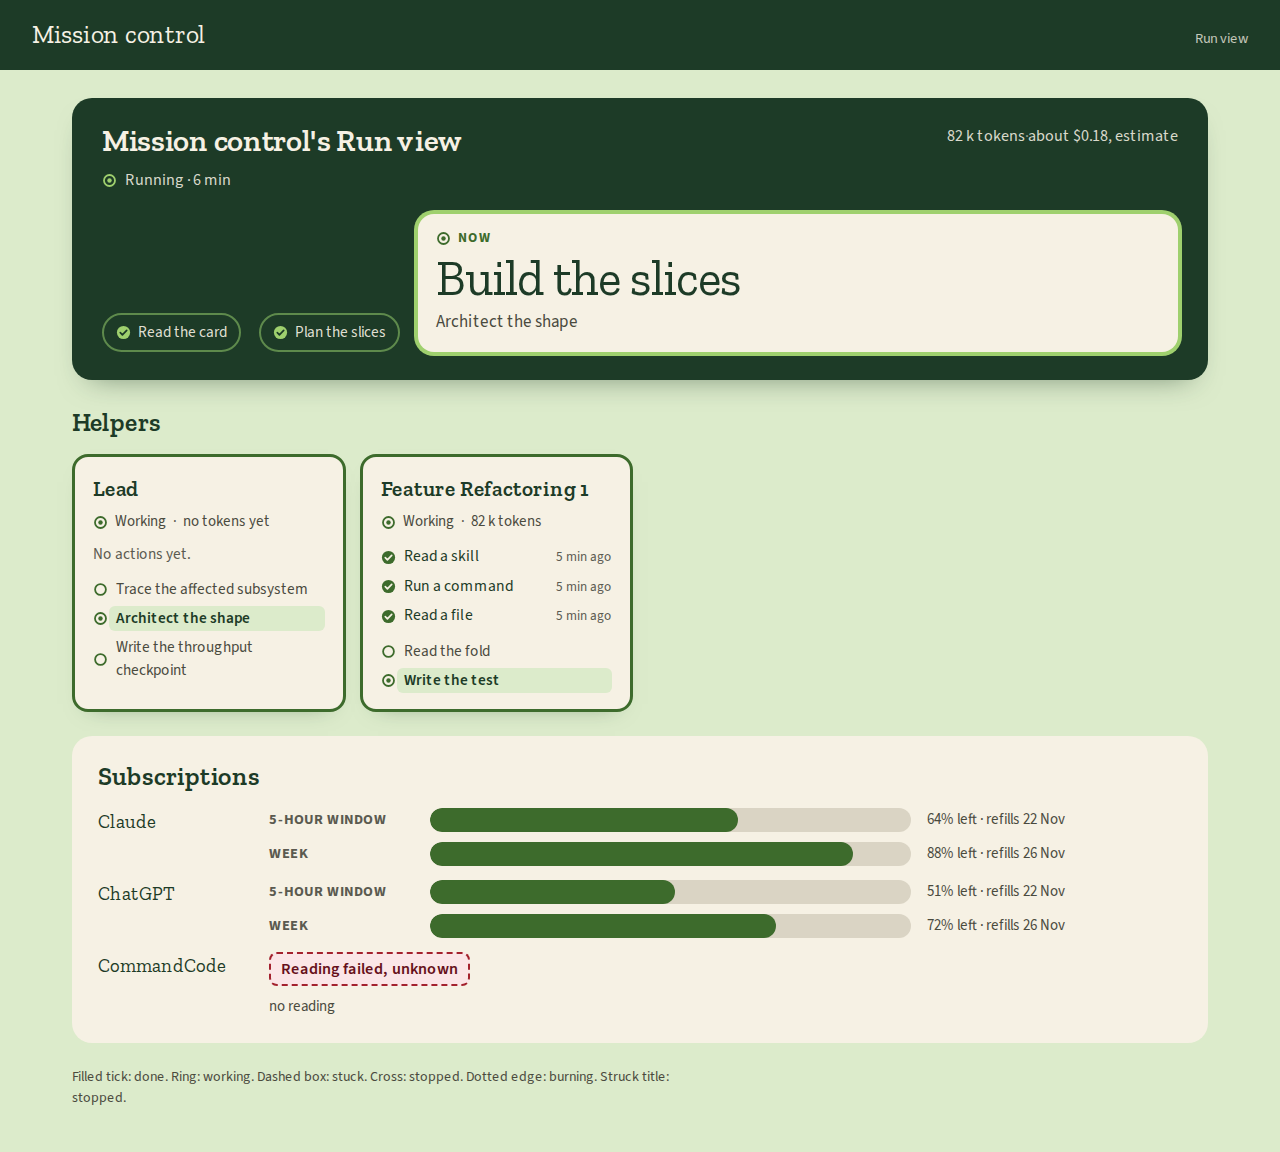 Mission control
Run view
Mission control's Run view
82 k tokens·about $0.18, estimate
Running · 6 min
NOW
Build the slices
Architect the shape
Read the card
Plan the slices
Helpers
Lead
Working · no tokens yet
No actions yet.
Trace the affected subsystem
Architect the shape
Write the throughput
checkpoint
Feature Refactoring 1
Working · 82 k tokens
Read a skill 5 min ago
Run a command 5 min ago
Read a file 5 min ago
Read the fold
Write the test
Subscriptions
Claude 5-HOUR WINDOW 64% left · refills 22 Nov
WEEK 88% left · refills 26 Nov
ChatGPT 5-HOUR WINDOW 51% left · refills 22 Nov
WEEK 72% left · refills 26 Nov
CommandCode Reading failed, unknown
no reading
Filled tick: done. Ring: working. Dashed box: stuck. Cross: stopped. Dotted edge: burning. Struck title:
stopped.